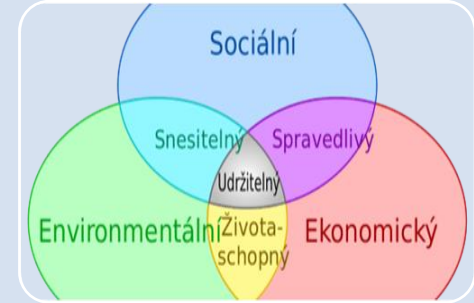 Sociální
Snesitelný
Spravedlivý
Udržitelný
Environmentální
Života-
schopný
Ekonomický